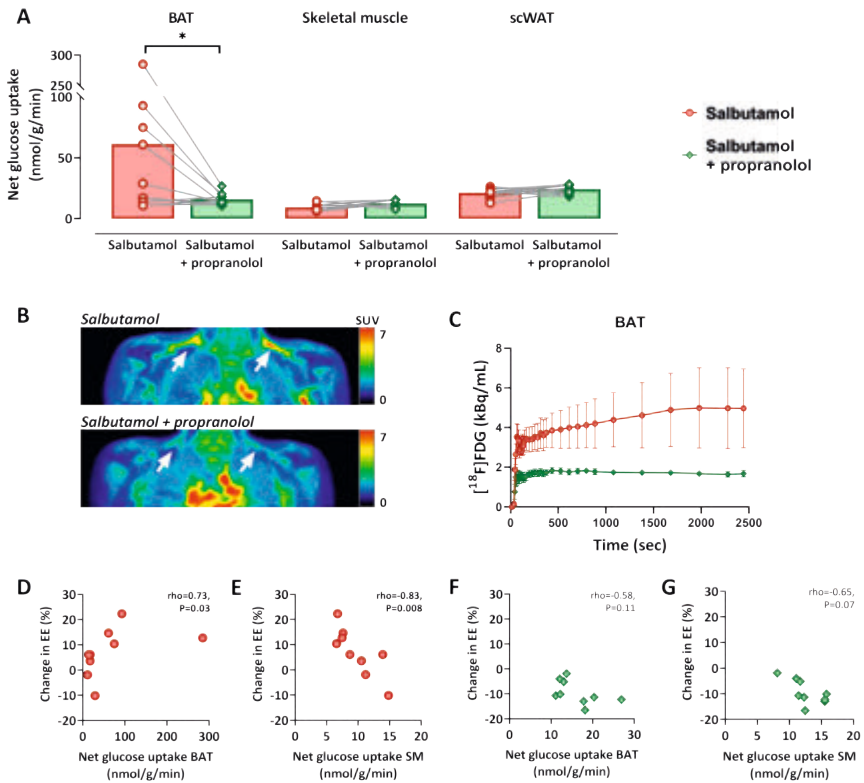 A
BAT
Skeletal muscle
scWAT
*
Net glucose uptake
(nmol/g/min)
300
250
100
50
0
Salbutamol
Salbutamol
+ propranolol
Salbutamol
Salbutamol
+ propranolol
Salbutamol
Salbutamol
+ propranolol
Salbutamol
Salbutamol
+ propranolol
B
Salbutamol
SUV
7
0
Salbutamol + propranolol
7
0
C
BAT
[18F]FDG (kBq/mL)
8
6
4
2
0
0 500 1000 1500 2000 2500
Time (sec)
D
rho=0.73,
P=0.03
Change in EE (%)
30
20
10
0
-10
-20
0 100 200 300
Net glucose uptake BAT
(nmol/g/min)
E
rho=-0.83,
P=0.008
Change in EE (%)
30
20
10
0
-10
-20
0 5 10 15 20
Net glucose uptake SM
(nmol/g/min)
F
rho=-0.58,
P=0.11
Change in EE (%)
30
20
10
0
-10
-20
0 10 20 30
Net glucose uptake BAT
(nmol/g/min)
G
rho=-0.65,
P=0.07
Change in EE (%)
30
20
10
0
-10
-20
0 5 10 15 20
Net glucose uptake SM
(nmol/g/min)